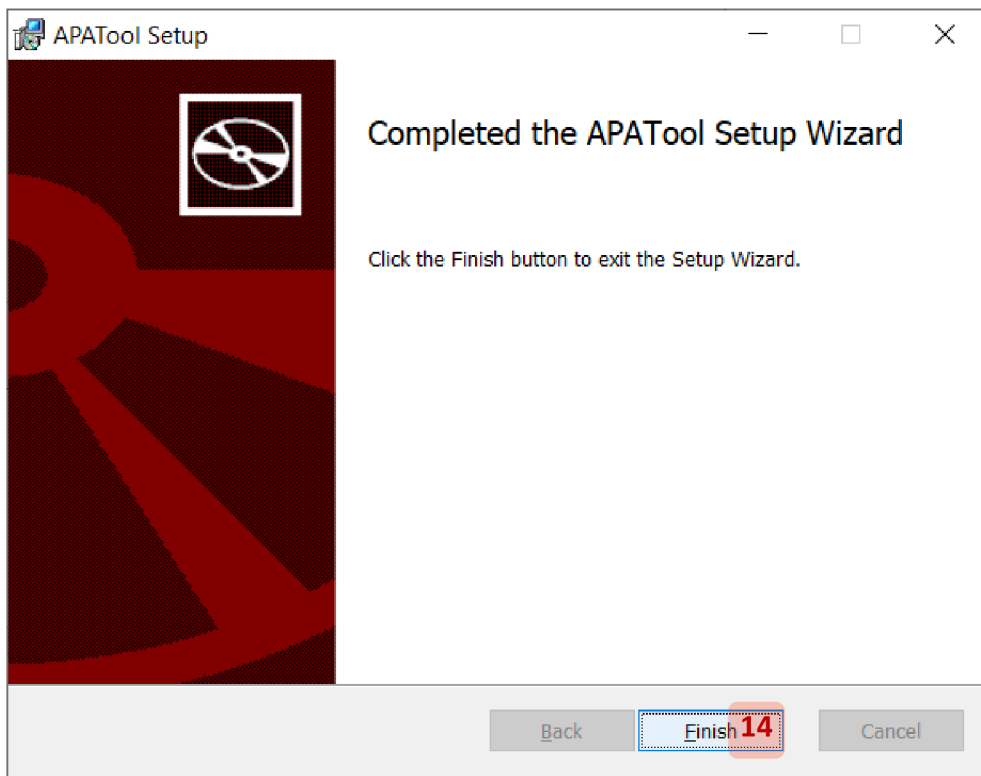 APATool Setup
Completed the APATool Setup Wizard
Click the Finish button to exit the Setup Wizard.
Back
Finish 14
Cancel